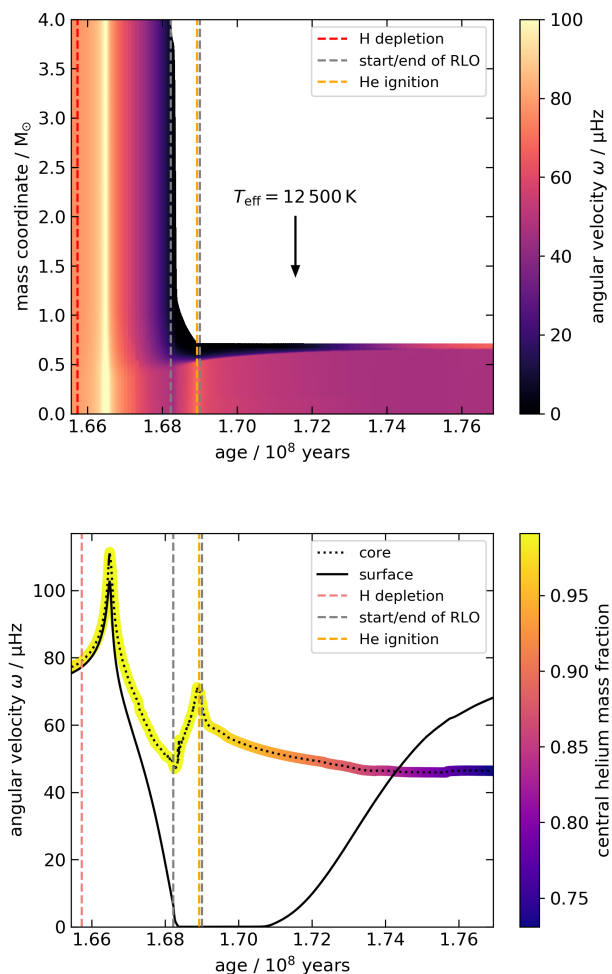 4.0
3.5
3.0
2.5
2.0
1.5
1.0
0.5
0.0
mass coordinate / M☉
H depletion
start/end of RLO
He ignition
T_eff = 12 500 K
1.66 1.68 1.70 1.72 1.74 1.76
age / 10⁸ years
100
80
60
40
20
0
angular velocity ω / μHz
100
80
60
40
20
0
angular velocity ω / μHz
core
surface
H depletion
start/end of RLO
He ignition
1.66 1.68 1.70 1.72 1.74 1.76
age / 10⁸ years
0.95
0.90
0.85
0.80
0.75
central helium mass fraction